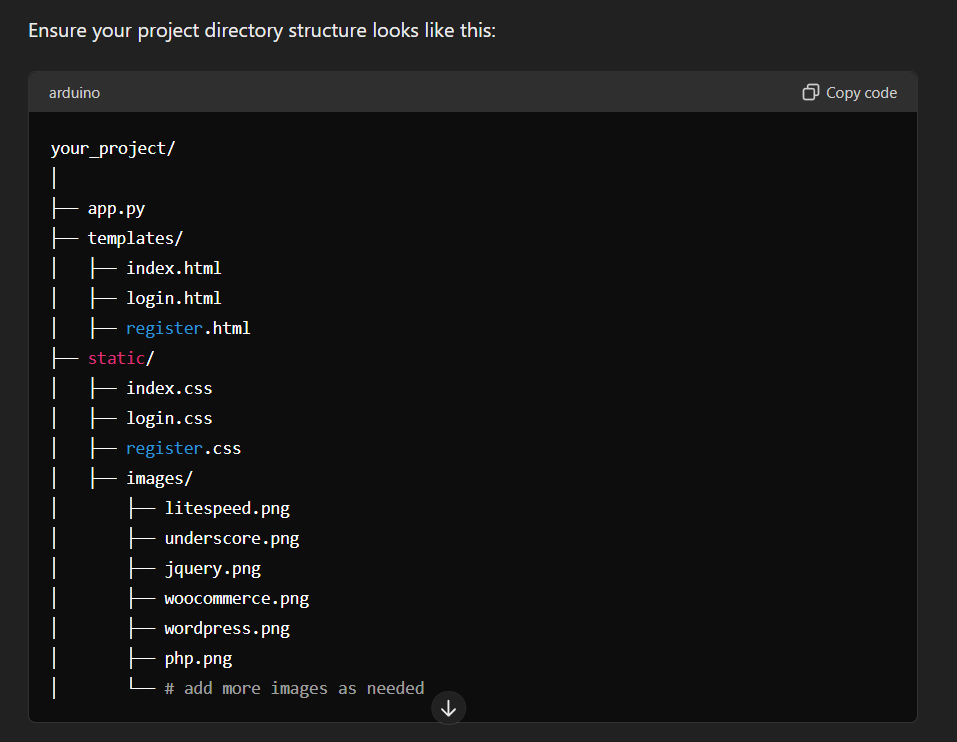 Ensure your project directory structure looks like this:
arduino
Copy code
your_project/
│
├── app.py
├── templates/
│   ├── index.html
│   ├── login.html
│   ├── register.html
├── static/
│   ├── index.css
│   ├── login.css
│   ├── register.css
│   ├── images/
│       ├── litespeed.png
│       ├── underscore.png
│       ├── jquery.png
│       ├── woocommerce.png
│       ├── wordpress.png
│       ├── php.png
│       └── # add more images as needed